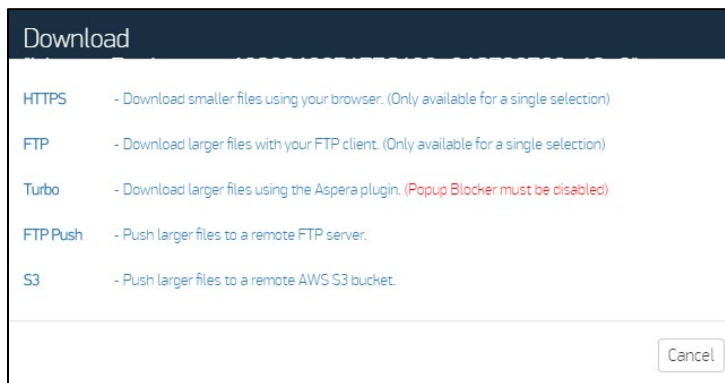 Download
HTTPS - Download smaller files using your browser. (Only available for a single selection)
FTP - Download larger files with your FTP client. (Only available for a single selection)
Turbo - Download larger files using the Aspera plugin. (Popup Blocker must be disabled)
FTP Push - Push larger files to a remote FTP server.
S3 - Push larger files to a remote AWS S3 bucket.
Cancel